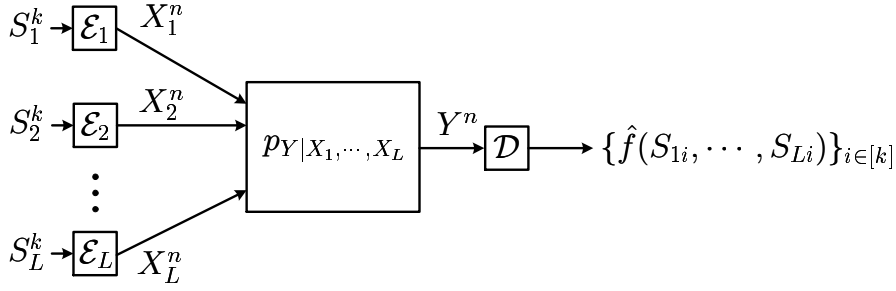 S_1^k → ℰ_1 X_1^n
S_2^k → ℰ_2 X_2^n
⋮
S_L^k → ℰ_L X_L^n
p_{Y|X_1,⋯,X_L}
Y^n
𝒟
{f̂(S_{1i}, ⋯ , S_{Li})}_{i∈[k]}